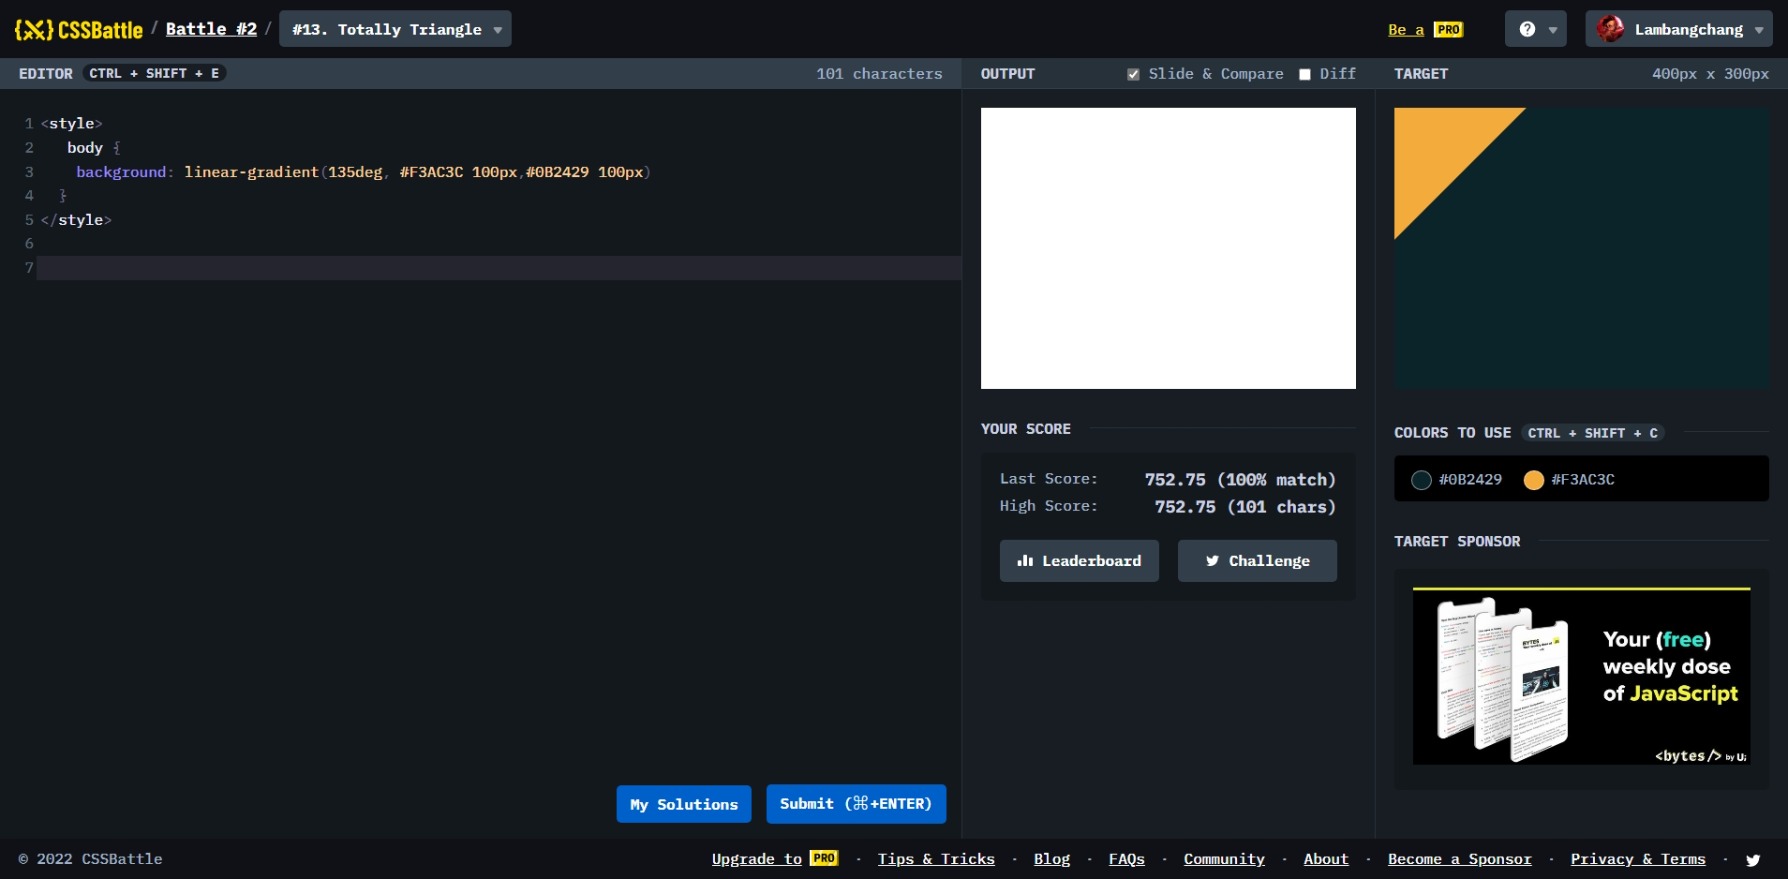 {X} CSSBattle / Battle #2 / #13. Totally Triangle
Be a PRO
Lambangchang
EDITOR CTRL + SHIFT + E 101 characters
1 <style>
2 body {
3 background: linear-gradient(135deg, #F3AC3C 100px,#0B2429 100px)
4 }
5 </style>
6
7
My Solutions
Submit (⌘+ENTER)
OUTPUT Slide & Compare Diff
YOUR SCORE
Last Score: 752.75 (100% match)
High Score: 752.75 (101 chars)
Leaderboard
Challenge
TARGET 400px x 300px
COLORS TO USE CTRL + SHIFT + C
#0B2429 #F3AC3C
TARGET SPONSOR
BYTES
Your (free)
weekly dose
of JavaScript
<bytes/> by U;
© 2022 CSSBattle
Upgrade to PRO · Tips & Tricks · Blog · FAQs · Community · About · Become a Sponsor · Privacy & Terms ·